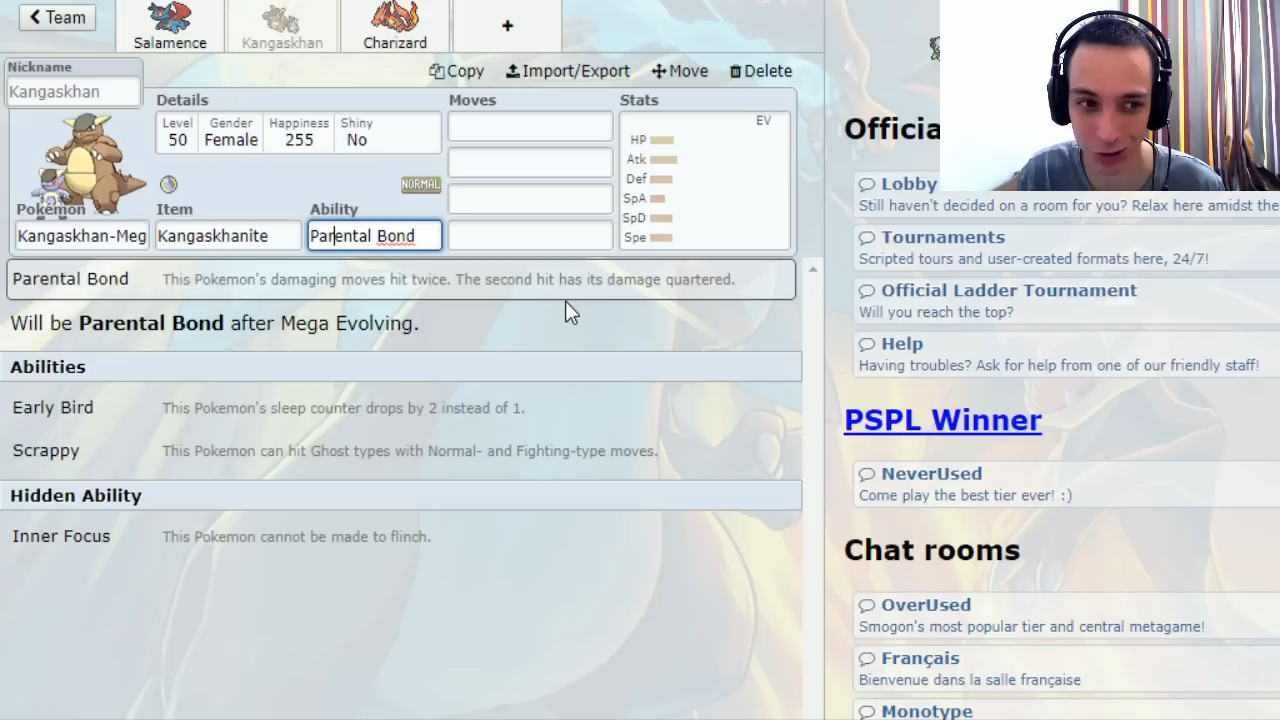 Team
Salamence
Kangaskhan
Charizard
+
Nickname
Kangaskhan
Copy
Import/Export
Move
Delete
Details
Moves
Stats
Level
Gender
Happiness
Shiny
50
Female
255
No
EV
HP
Atk
Def
SpA
SpD
Spe
NORMAL
Pokémon
Item
Ability
Kangaskhan-Meg
Kangaskhanite
Parental Bond
Parental Bond This Pokemon's damaging moves hit twice. The second hit has its damage quartered.
Will be Parental Bond after Mega Evolving.
Abilities
Early Bird This Pokemon's sleep counter drops by 2 instead of 1.
Scrappy This Pokemon can hit Ghost types with Normal- and Fighting-type moves.
Hidden Ability
Inner Focus This Pokemon cannot be made to flinch.
Officia
Lobby
Still haven't decided on a room for you? Relax here amidst the
Tournaments
Scripted tours and user-created formats here, 24/7!
Official Ladder Tournament
Will you reach the top?
Help
Having troubles? Ask for help from one of our friendly staff!
PSPL Winner
NeverUsed
Come play the best tier ever! :)
Chat rooms
OverUsed
Smogon's most popular tier and central metagame!
Français
Bienvenue dans la salle française
Monotype